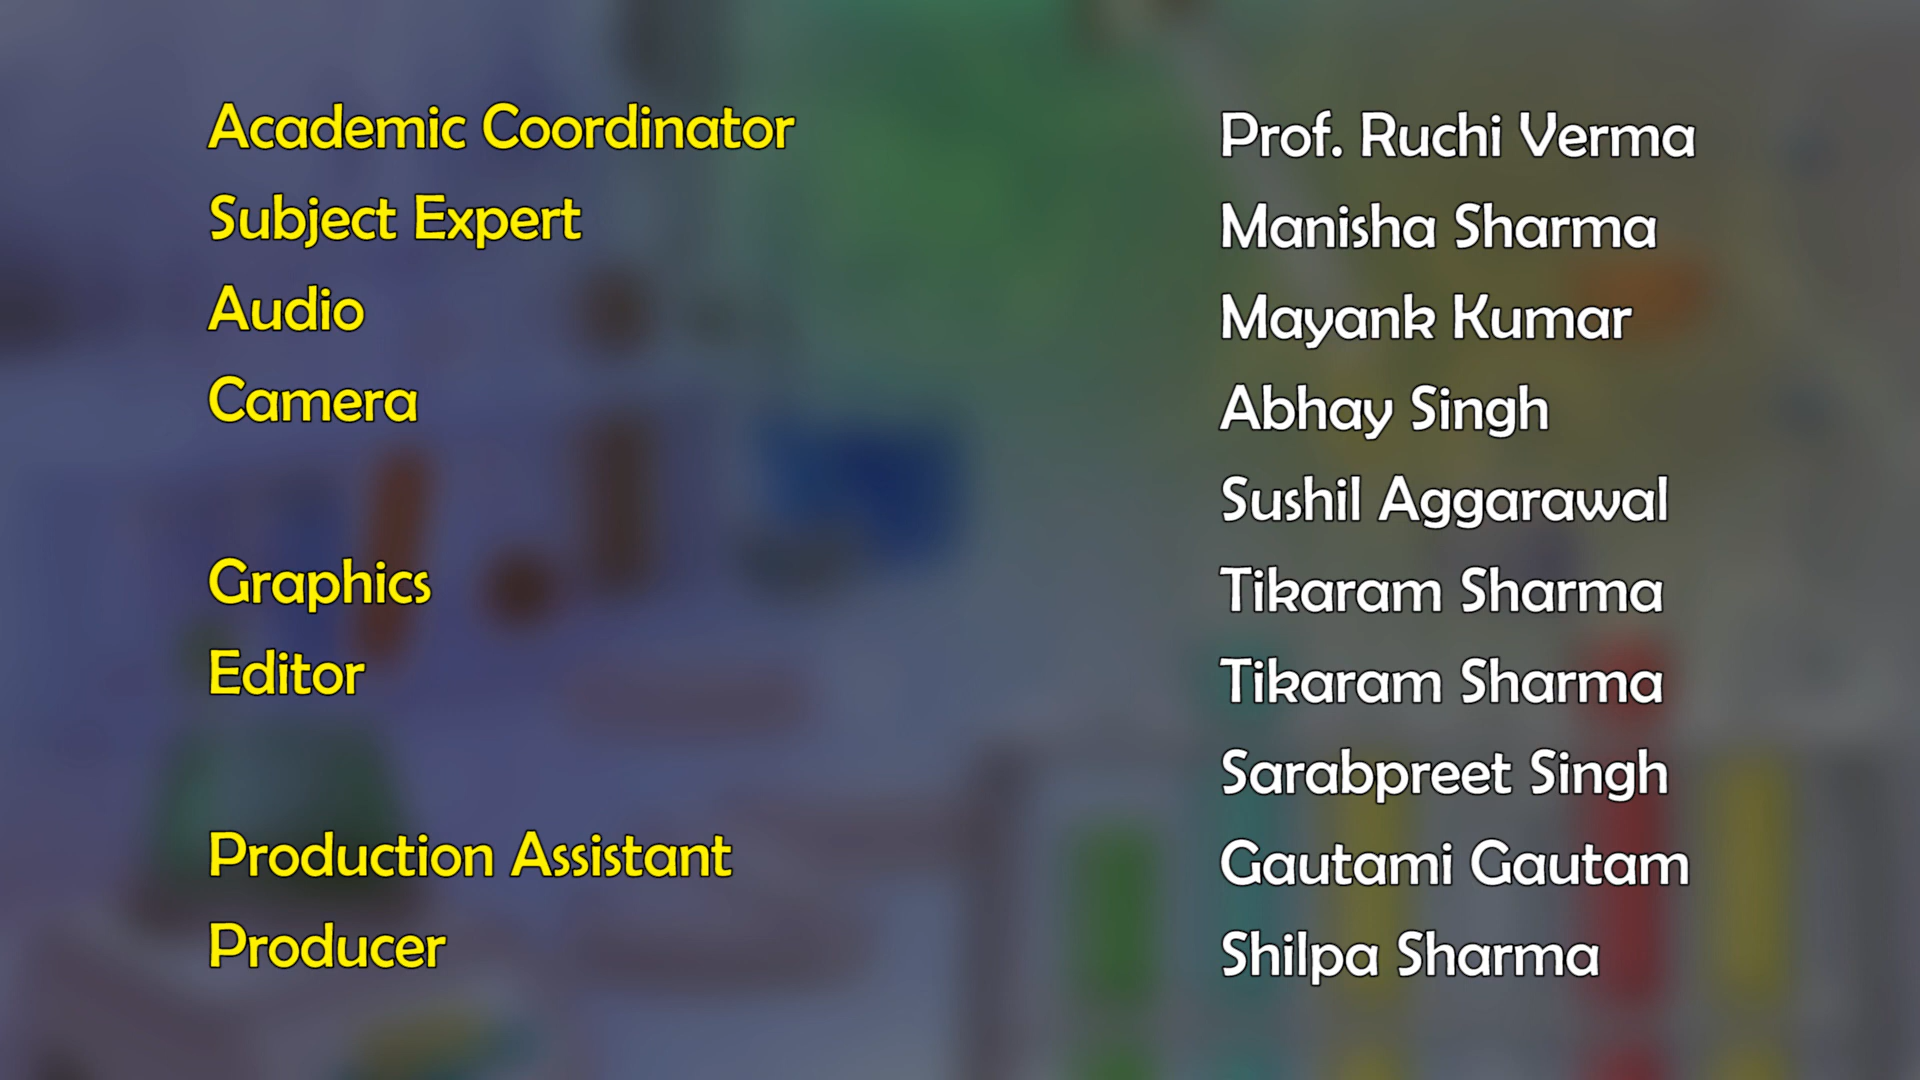 Academic Coordinator Prof. Ruchi Verma
Subject Expert Manisha Sharma
Audio Mayank Kumar
Camera Abhay Singh
Sushil Aggarawal
Graphics Tikaram Sharma
Editor Tikaram Sharma
Sarabpreet Singh
Production Assistant Gautami Gautam
Producer Shilpa Sharma